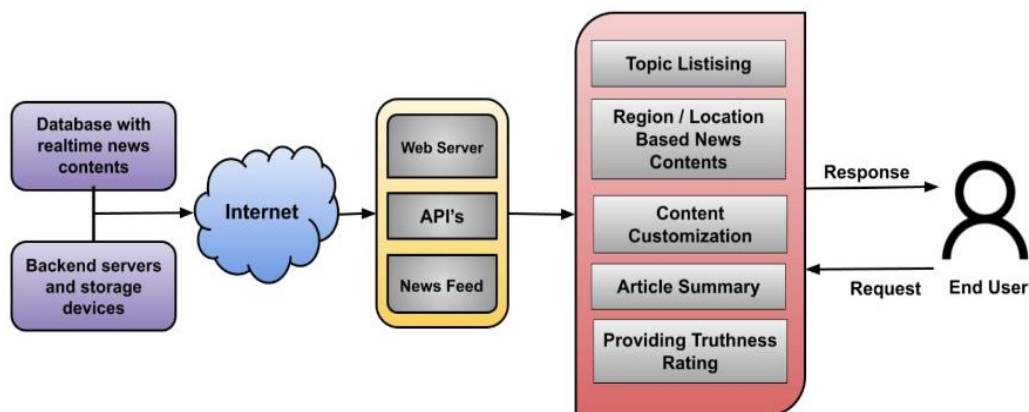 Database with
realtime news
contents
Backend servers
and storage
devices
Internet
Web Server
API's
News Feed
Topic Listising
Region / Location
Based News
Contents
Content
Customization
Article Summary
Providing Truthness
Rating
Response
Request
End User